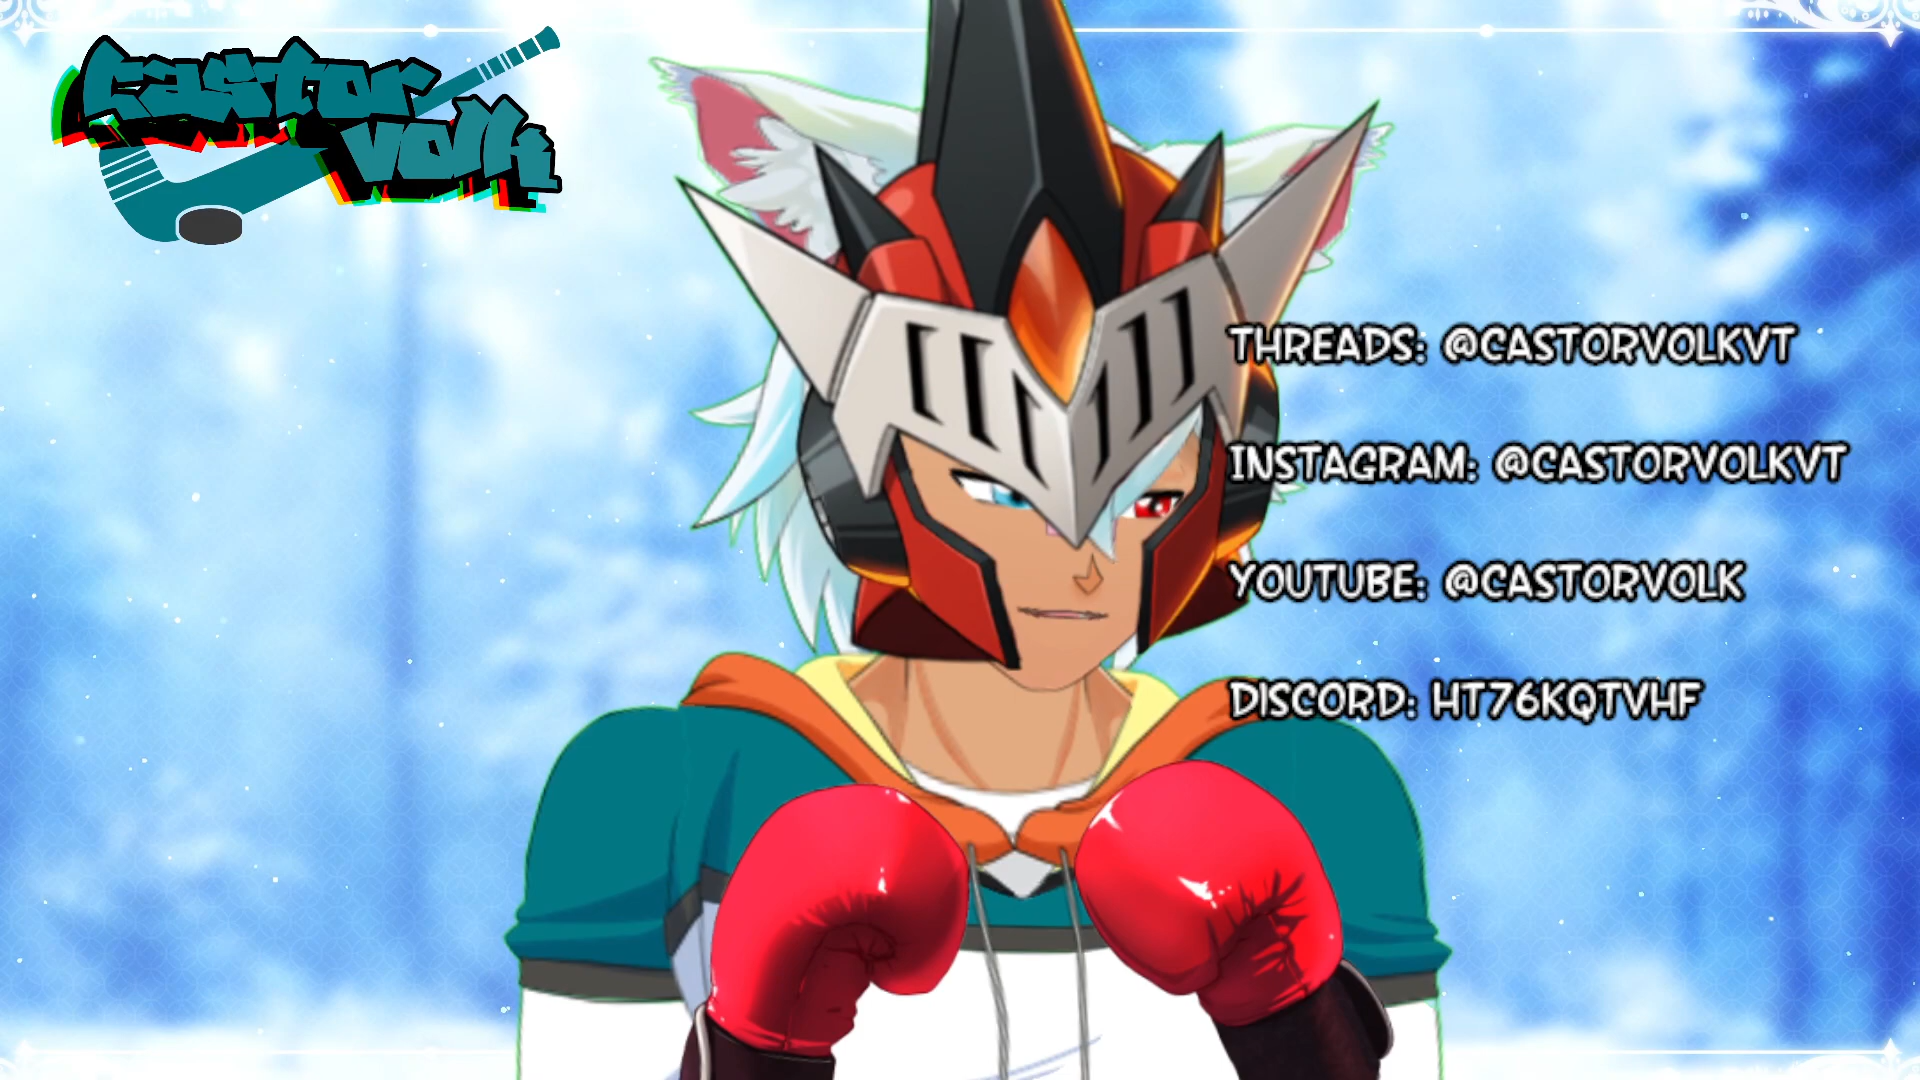 Castor
Volk
THREADS: @CASTORVOLKVT
INSTAGRAM: @CASTORVOLKVT
YOUTUBE: @CASTORVOLK
DISCORD: HT76KQTVHF